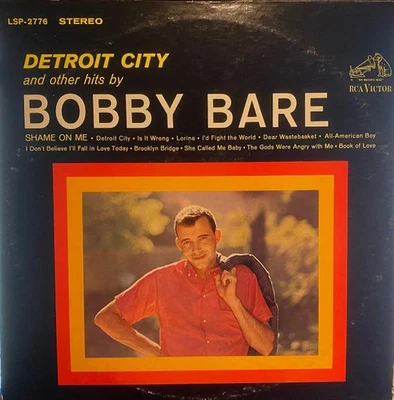 LSP-2776 STEREO
DETROIT CITY
and other hits by
BOBBY BARE
SHAME ON ME • Detroit City • Is It Wrong • Lorina • I'd Fight the World • Dear Wastebasket • All-American Boy
I Don't Believe I'll Fall in Love Today • Brooklyn Bridge • She Called Me Baby • The Gods Were Angry with Me • Book of Love
RCA VICTOR